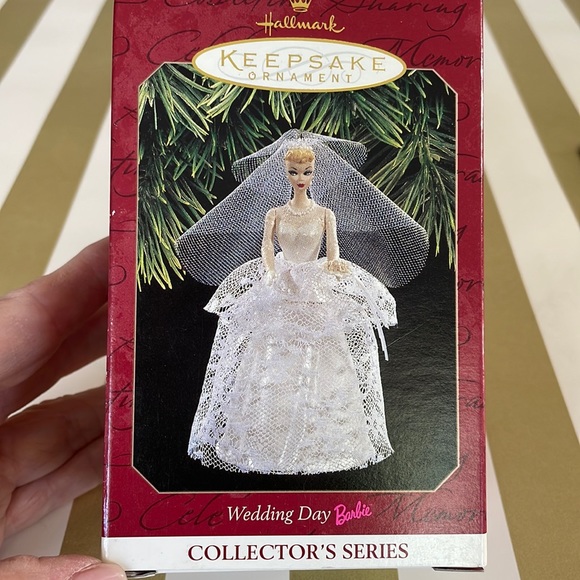 Hallmark
KEEPSAKE
ORNAMENT
Wedding Day Barbie
COLLECTOR'S SERIES